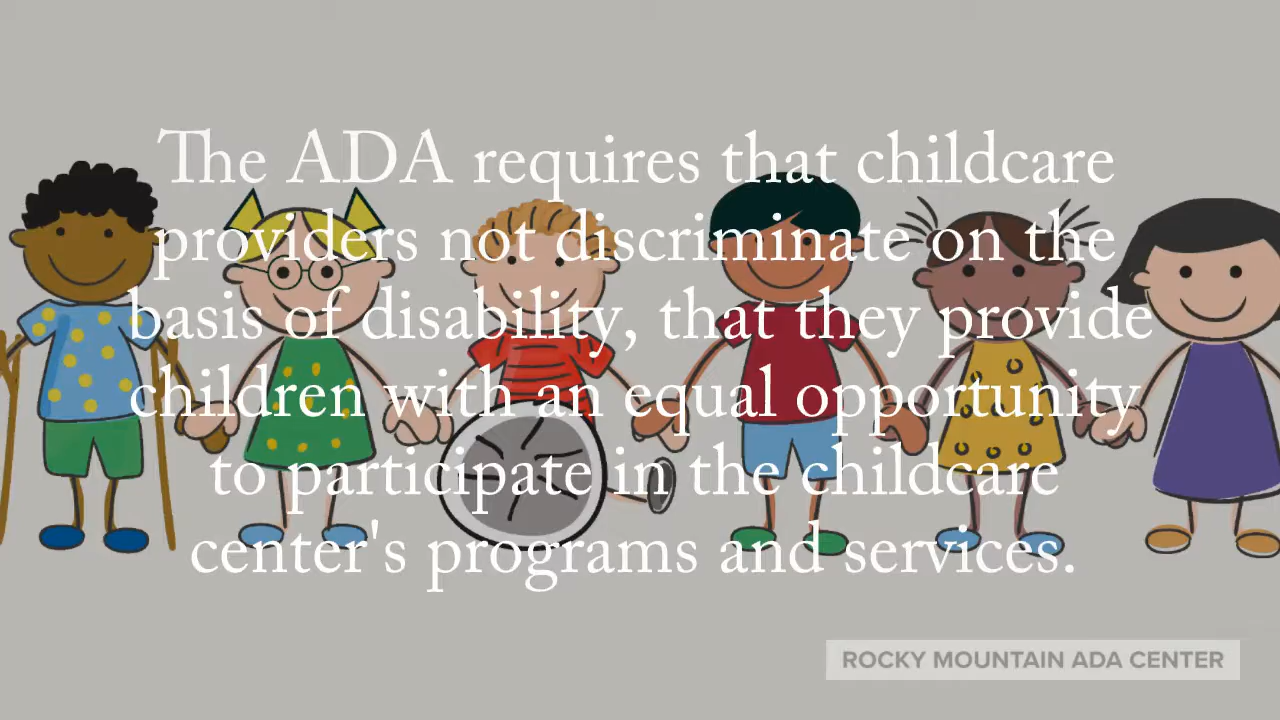 The ADA requires that childcare
providers not discriminate on the
basis of disability, that they provide
children with an equal opportunity
to participate in the childcare
center's programs and services.
ROCKY MOUNTAIN ADA CENTER